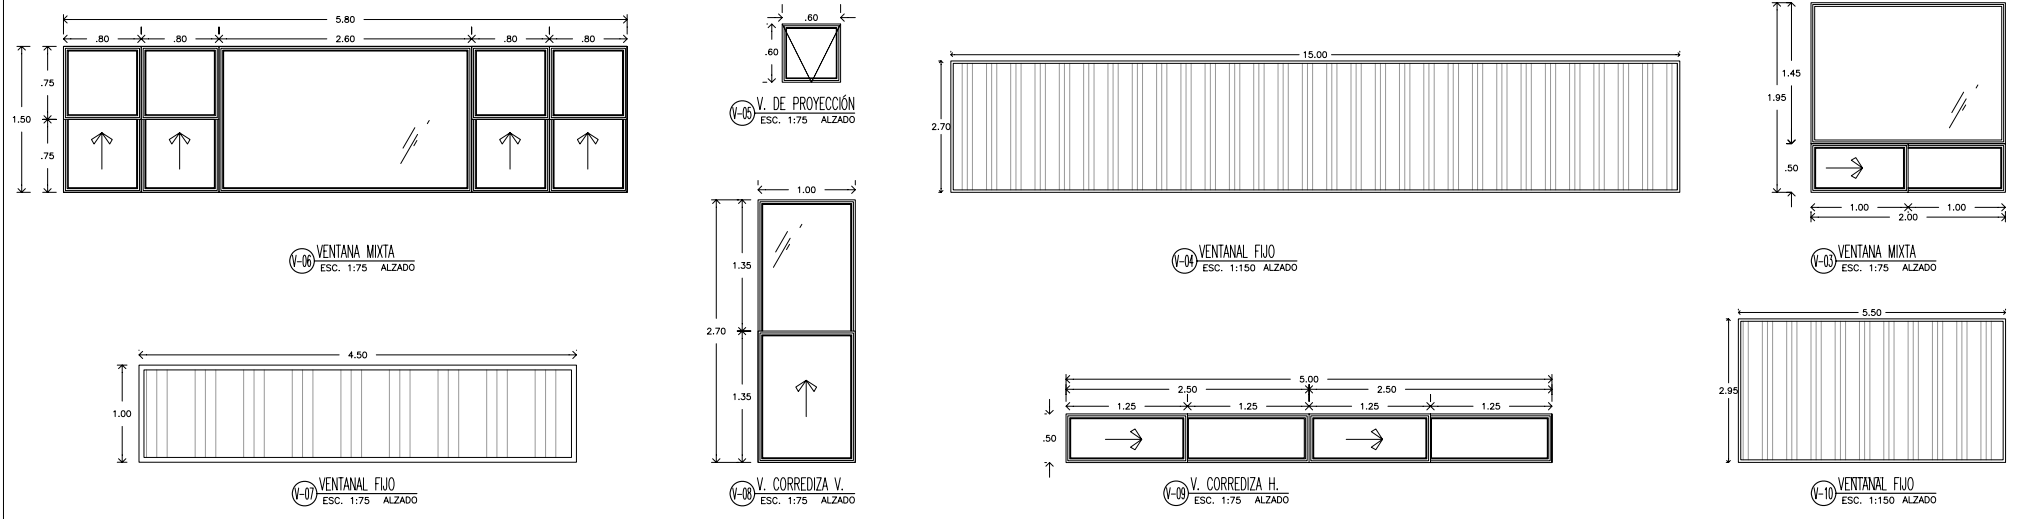 5.80
.80 .80 2.60 .80 .80
1.50
.75
.75
V-06 VENTANA MIXTA
ESC. 1:75 ALZADO
.60
.60
V-05 V. DE PROYECCIÓN
ESC. 1:75 ALZADO
15.00
2.70
V-04 VENTANAL FIJO
ESC. 1:150 ALZADO
1.45
1.95
.50
1.00 1.00
2.00
V-03 VENTANA MIXTA
ESC. 1:75 ALZADO
4.50
1.00
V-07 VENTANAL FIJO
ESC. 1:75 ALZADO
1.00
1.35
2.70
1.35
V-08 V. CORREDIZA V.
ESC. 1:75 ALZADO
5.00
2.50 2.50
1.25 1.25 1.25 1.25
.50
V-09 V. CORREDIZA H.
ESC. 1:75 ALZADO
5.50
2.95
V-10 VENTANAL FIJO
ESC. 1:150 ALZADO